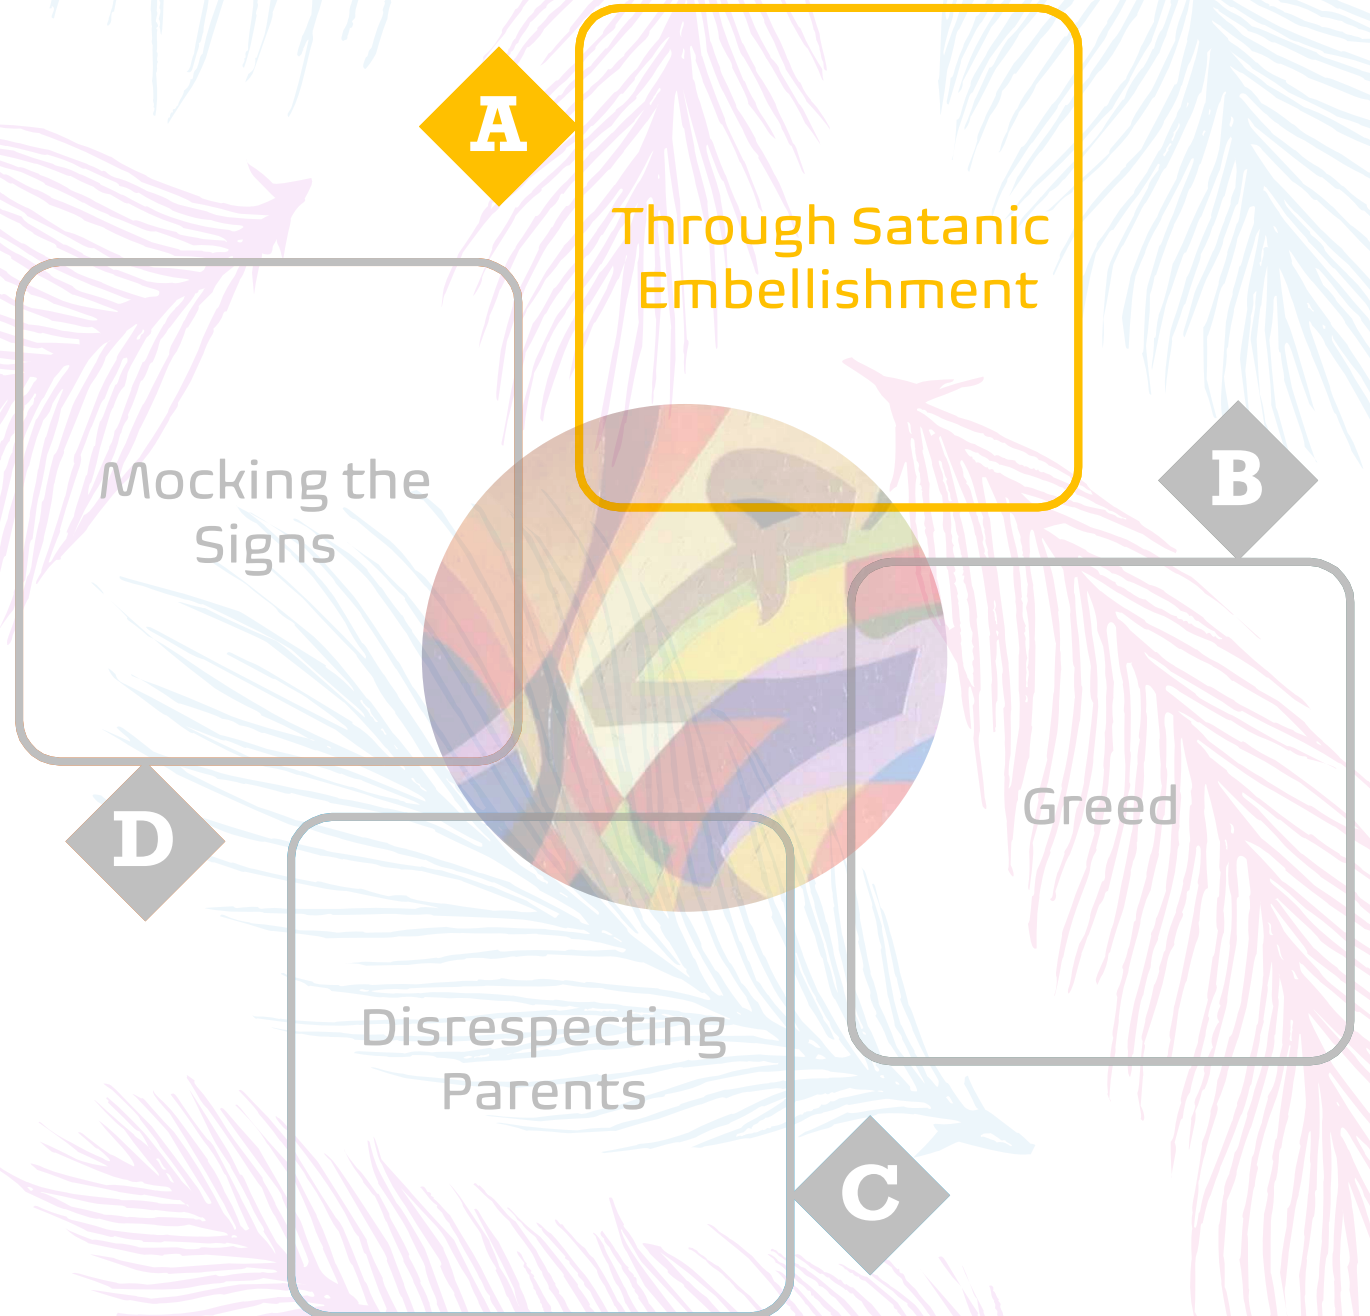 A
Through Satanic
Embellishment
B
Greed
C
Disrespecting
Parents
D
Mocking the
Signs